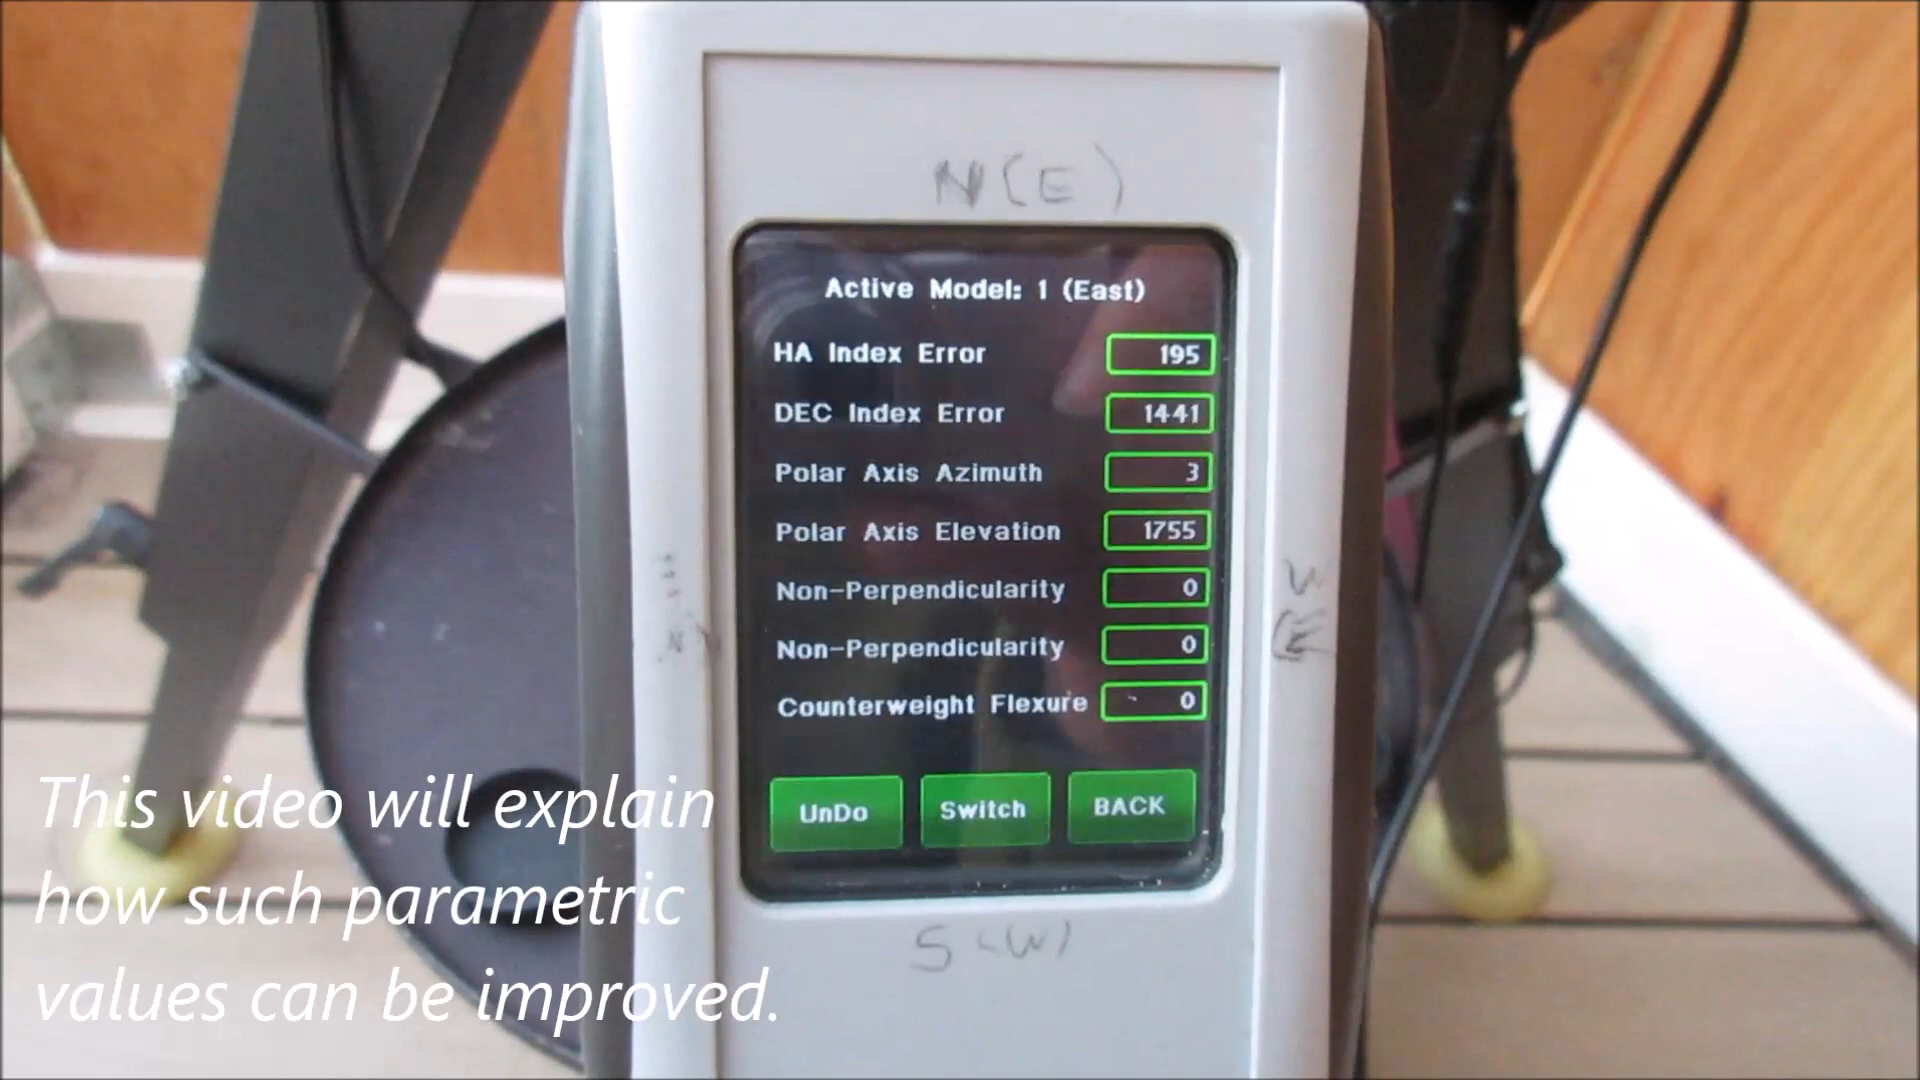 N(E)
Active Model: 1 (East)
HA Index Error 195
DEC Index Error 1441
Polar Axis Azimuth 3
Polar Axis Elevation 1755
Non-Perpendicularity 0
Non-Perpendicularity 0
Counterweight Flexure 0
UnDo Switch BACK
S(W)
This video will explain
how such parametric
values can be improved.